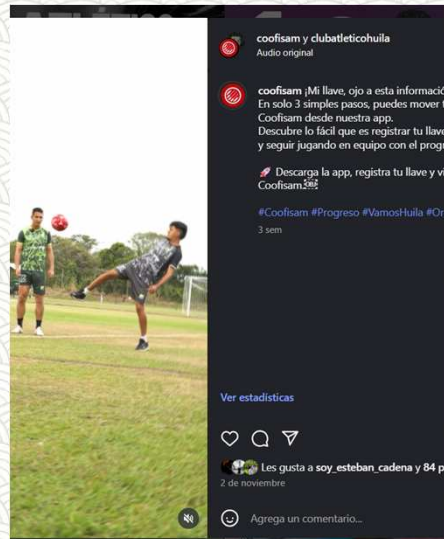 coofisam y clubatleticohuila
Audio original
coofisam ¡Mi llave, ojo a esta informació
En solo 3 simples pasos, puedes mover
Coofisam desde nuestra app.
Descubre lo fácil que es registrar tu llave
y seguir jugando en equipo con el progr
🚀 Descarga la app, registra tu llave y vi
Coofisam.
#Coofisam #Progreso #VamosHuila #Or
3 sem
Ver estadísticas
Les gusta a soy_esteban_cadena y 84 p
2 de noviembre
Agrega un comentario...